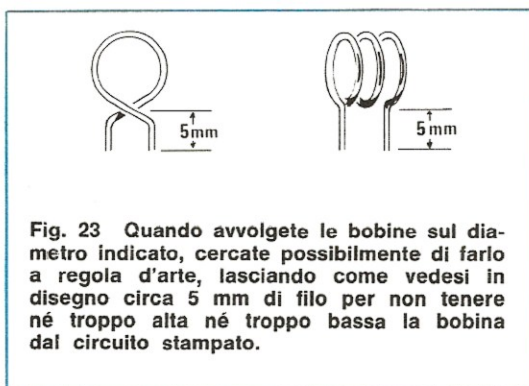 5mm
5mm
Fig. 23 Quando avvolgete le bobine sul dia-
metro indicato, cercate possibilmente di farlo
a regola d'arte, lasciando come vedesi in
disegno circa 5 mm di filo per non tenere
né troppo alta né troppo bassa la bobina
dal circuito stampato.